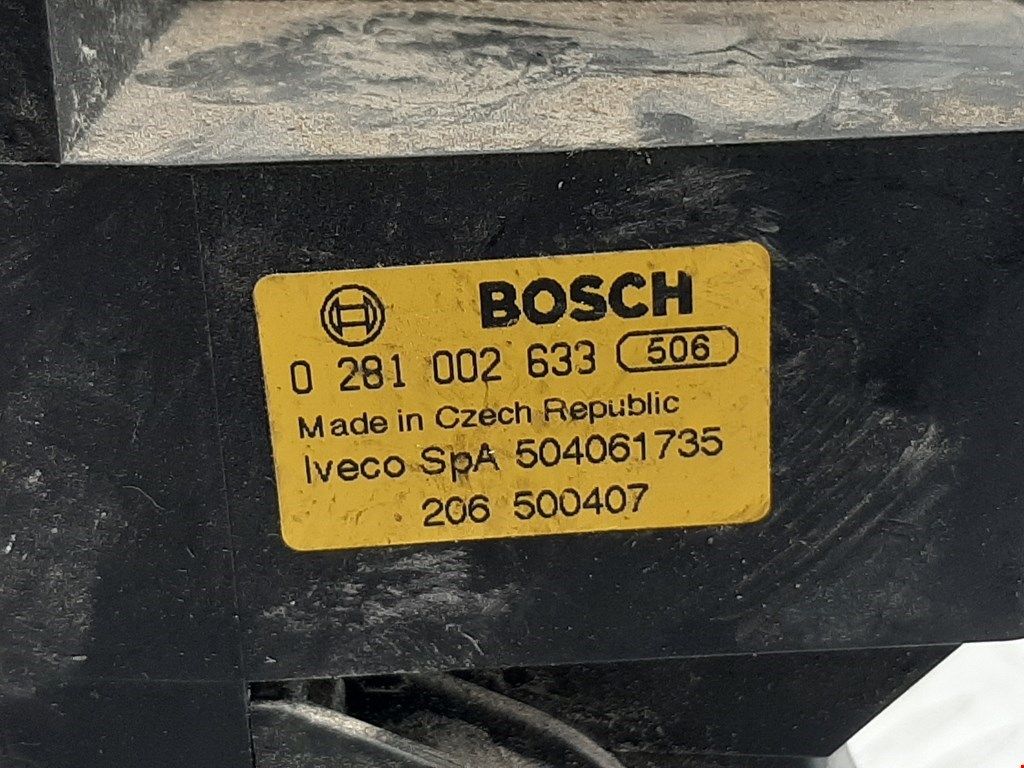 BOSCH
0 281 002 633 506
Made in Czech Republic
Iveco SpA 504061735
206 500407